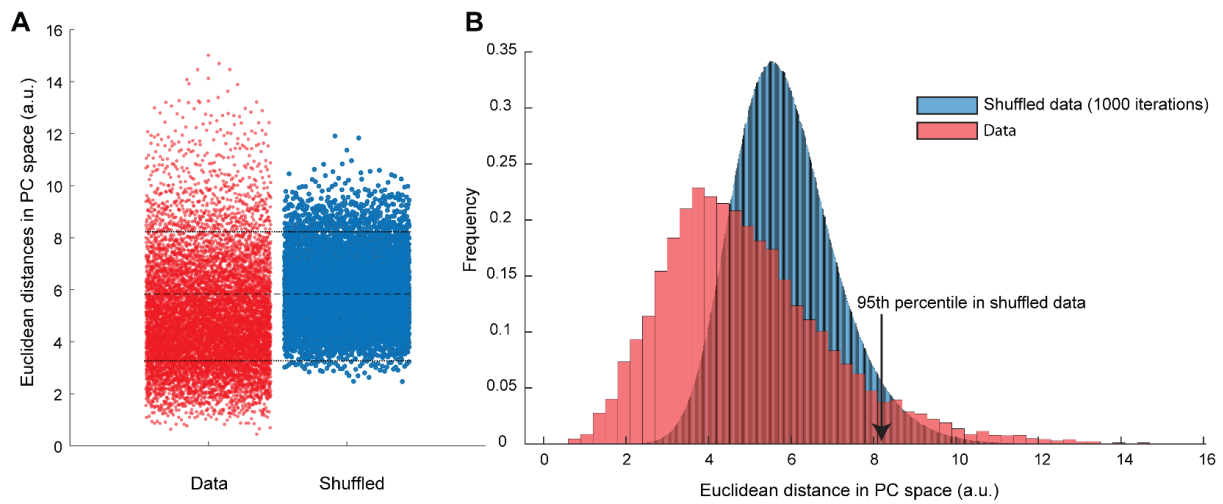 A
Euclidean distances in PC space (a.u.)
16
14
12
10
8
6
4
2
0
Data
Shuffled
B
Frequency
0.35
0.3
0.25
0.2
0.15
0.1
0.05
0
Shuffled data (1000 iterations)
Data
95th percentile in shuffled data
0 2 4 6 8 10 12 14 16
Euclidean distance in PC space (a.u.)